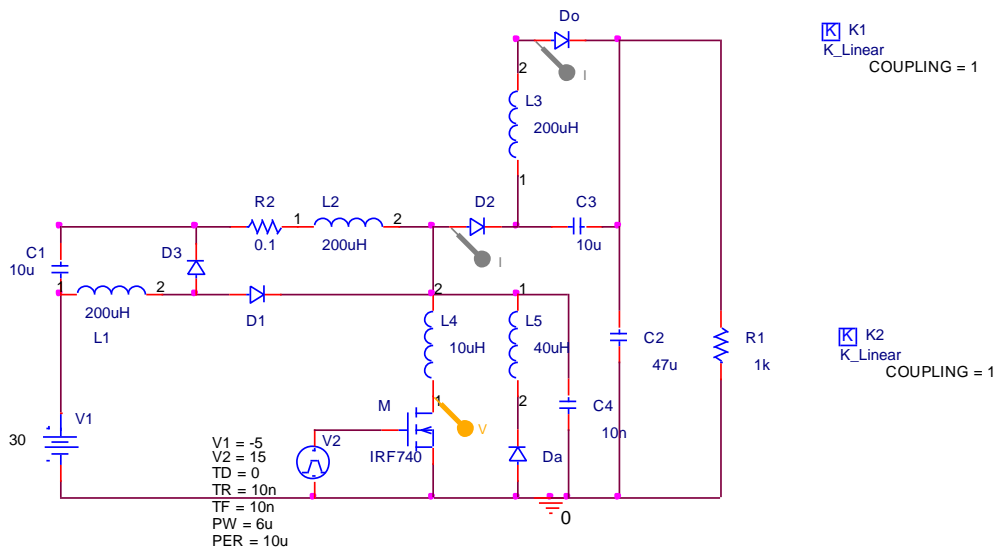 Do
K K1
K_Linear
COUPLING = 1
I
2
L3
200uH
1
R2
0.1
1
L2
2
200uH
D2
C3
10u
I
C1
10u
D3
1
2
200uH
L1
D1
2
L4
10uH
1
1
L5
40uH
2
C2
47u
R1
1k
K K2
K_Linear
COUPLING = 1
V1
30
M
IRF740
V
C4
10n
Da
V2
V1 = -5
V2 = 15
TD = 0
TR = 10n
TF = 10n
PW = 6u
PER = 10u
0